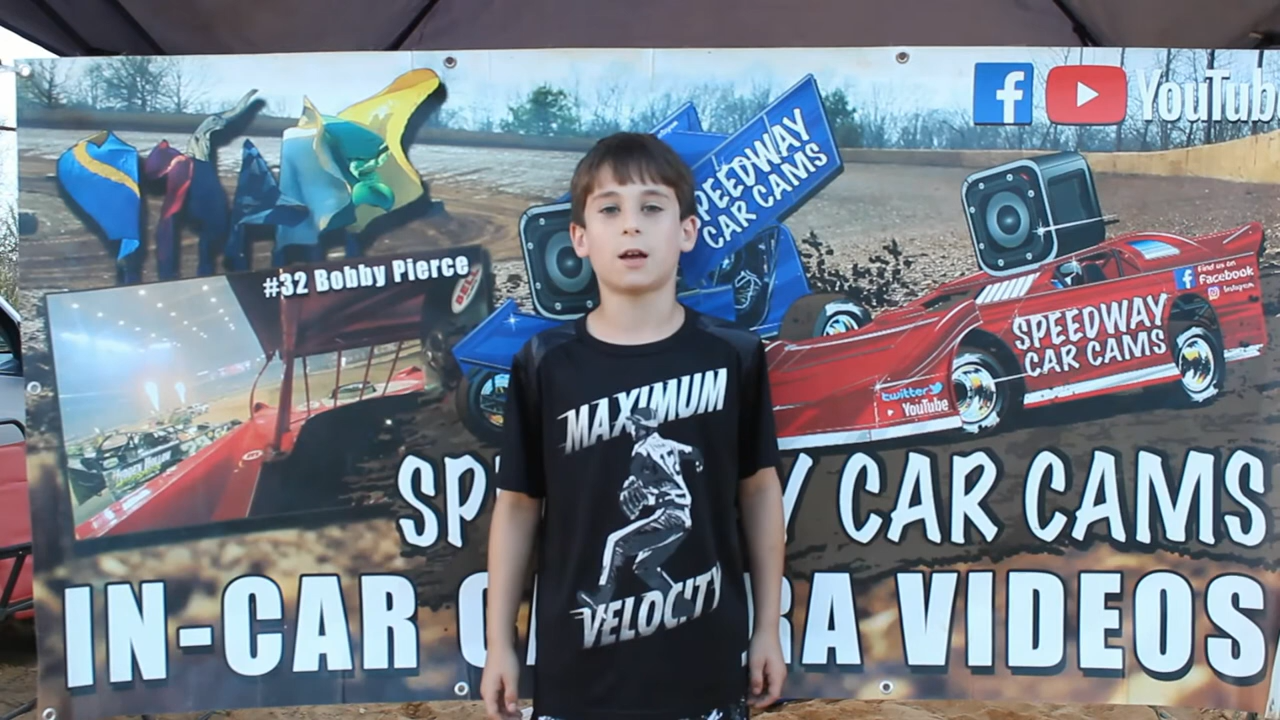 f YouTub
SPEEDWAY
CAR CAMS
#32 Bobby Pierce
Find us on
Facebook
Instagram
SPEEDWAY
CAR CAMS
twitter
YouTube
MAXIMUM
VELOCITY
SP Y CAR CAMS
IN-CAR C RA VIDEOS